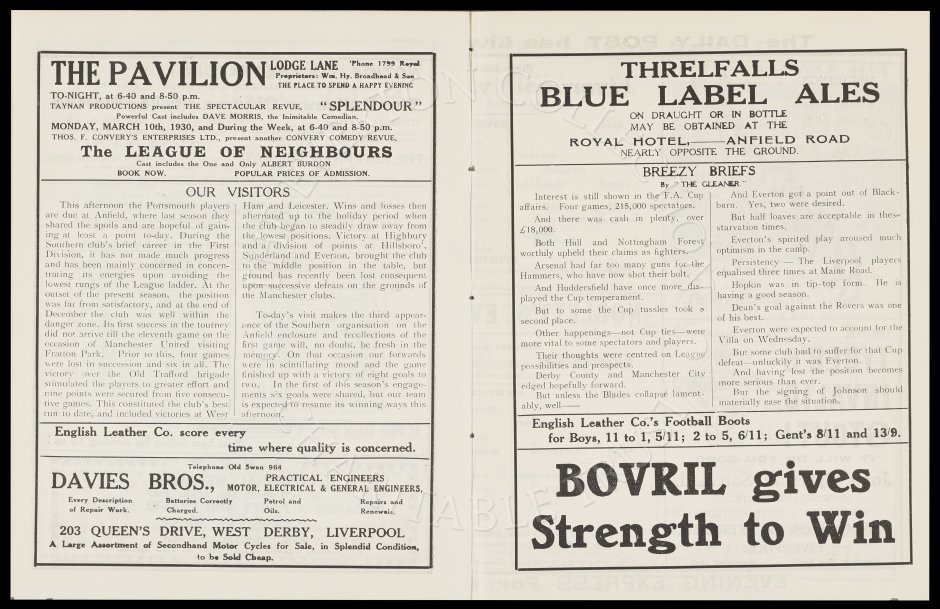 THE PAVILION LODGE LANE 'Phone 1799 Royal
Proprietors: Wm. Hy. Broadhead & Son
THE PLACE TO SPEND A HAPPY EVENING
TO-NIGHT, at 6-40 and 8-50 p.m.
TAYNAN PRODUCTIONS present THE SPECTACULAR REVUE, "SPLENDOUR"
Powerful Cast includes DAVE MORRIS, the Inimitable Comedian.
MONDAY, MARCH 10th, 1930, and During the Week, at 6-40 and 8-50 p.m.
THOS. F. CONVERY'S ENTERPRISES LTD., present another CONVERY COMEDY REVUE,
The LEAGUE OF NEIGHBOURS
Cast includes the One and Only ALBERT BURDON
BOOK NOW. POPULAR PRICES OF ADMISSION.
OUR VISITORS
This afternoon the Portsmouth players
are due at Anfield, where last season they
shared the spoils and are hopeful of gain-
ing at least a point to-day. During the
Southern club's brief career in the First
Division, it has not made much progress
and has been mainly concerned in concen-
trating its energies upon avoiding the
lowest rungs of the League ladder. At the
outset of the present season, the position
was far from satisfactory, and at the end of
December the club was well within the
danger zone. Its first success in the tourney
did not arrive till the eleventh game on the
occasion of Manchester United visiting
Fratton Park. Prior to this, four games
were lost in succession and six in all. The
victory over the Old Trafford brigade
stimulated the players to greater effort and
nine points were secured from five consecu-
tive games. This constituted the club's best
run to date, and included victories at West
Ham and Leicester. Wins and losses then
alternated up to the holiday period when
the club began to steadily draw away from
the lowest positions. Victory at Highbury
and a division of points at Hillsboro',
Sunderland and Everton, brought the club
to the middle position in the table, but
ground has recently been lost consequent
upon successive defeats on the grounds of
the Manchester clubs.
To-day's visit makes the third appear-
ance of the Southern organisation on the
Anfield enclosure and recollections of the
first game will, no doubt, be fresh in the
memory. On that occasion our forwards
were in scintillating mood and the game
finished up with a victory of eight goals to
two. In the first of this season's engage-
ments six goals were shared, but our team
is expected to resume its winning ways this
afternoon.
English Leather Co. score every
time where quality is concerned.
Telephone Old Swan 964
DAVIES BROS., PRACTICAL ENGINEERS
MOTOR, ELECTRICAL & GENERAL ENGINEERS,
Every Description Batteries Correctly Petrol and Repairs and
of Repair Work. Charged. Oils. Renewals.
203 QUEEN'S DRIVE, WEST DERBY, LIVERPOOL
A Large Assortment of Secondhand Motor Cycles for Sale, in Splendid Condition,
to be Sold Cheap.
THRELFALLS
BLUE LABEL ALES
ON DRAUGHT OR IN BOTTLE
MAY BE OBTAINED AT THE
ROYAL HOTEL,—ANFIELD ROAD
NEARLY OPPOSITE THE GROUND.
BREEZY BRIEFS
By "THE GLEANER"
Interest is still shown in the F.A. Cup
affairs. Four games, 215,000 spectators.
And there was cash in plenty, over
£18,000.
Both Hull and Nottingham Forest
worthily upheld their claims as fighters.
Arsenal had far too many guns for the
Hammers, who have now shot their bolt.
And Huddersfield have once more dis-
played the Cup temperament.
But to some the Cup tussles took a
second place.
Other happenings—not Cup ties—were
more vital to some spectators and players.
Their thoughts were centred on League
possibilities and prospects.
Derby County and Manchester City
edged hopefully forward.
But unless the Blades collapse lament-
ably, well—
And Everton got a point out of Black-
burn. Yes, two were desired.
But half loaves are acceptable in these
starvation times.
Everton's spirited play aroused much
optimism in the camp.
Persistency — The Liverpool players
equalised three times at Maine Road.
Hopkin was in tip-top form. He is
having a good season.
Dean's goal against the Rovers was one
of his best.
Everton were expected to account for the
Villa on Wednesday.
But some club had to suffer for that Cup
defeat—unluckily it was Everton.
And having lost the position becomes
more serious than ever.
But the signing of Johnson should
materially ease the situation.
English Leather Co.'s Football Boots
for Boys, 11 to 1, 5/11; 2 to 5, 6/11; Gent's 8/11 and 13/9.
BOVRIL gives
Strength to Win